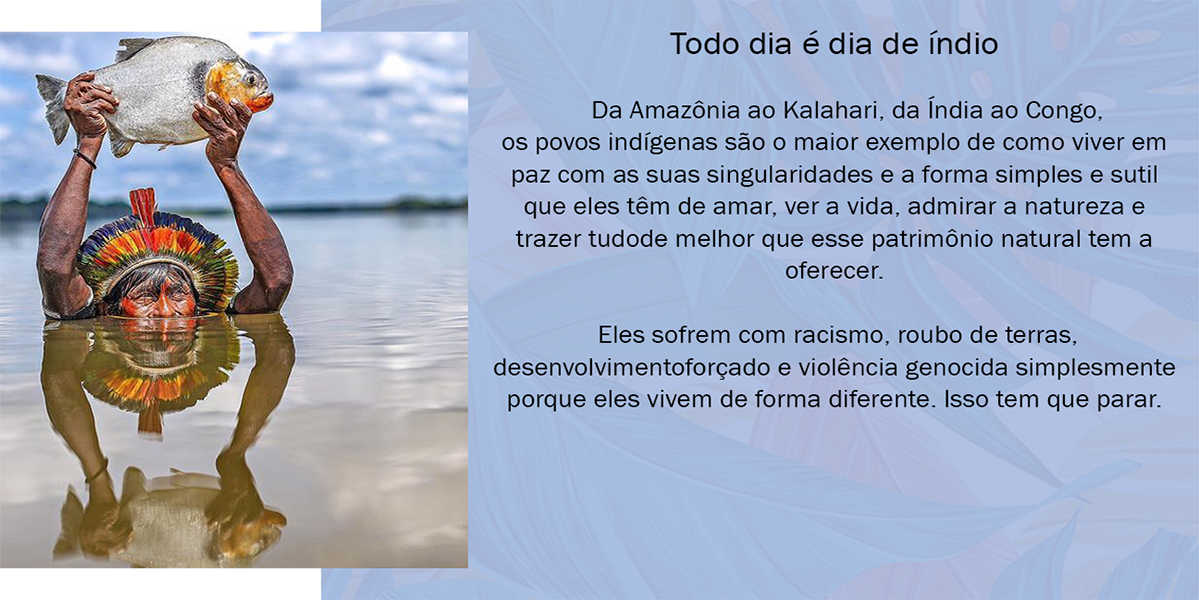 Todo dia é dia de índio
Da Amazônia ao Kalahari, da Índia ao Congo,
os povos indígenas são o maior exemplo de como viver em
paz com as suas singularidades e a forma simples e sutil
que eles têm de amar, ver a vida, admirar a natureza e
trazer tudode melhor que esse patrimônio natural tem a
oferecer.
Eles sofrem com racismo, roubo de terras,
desenvolvimentoforçado e violência genocida simplesmente
porque eles vivem de forma diferente. Isso tem que parar.